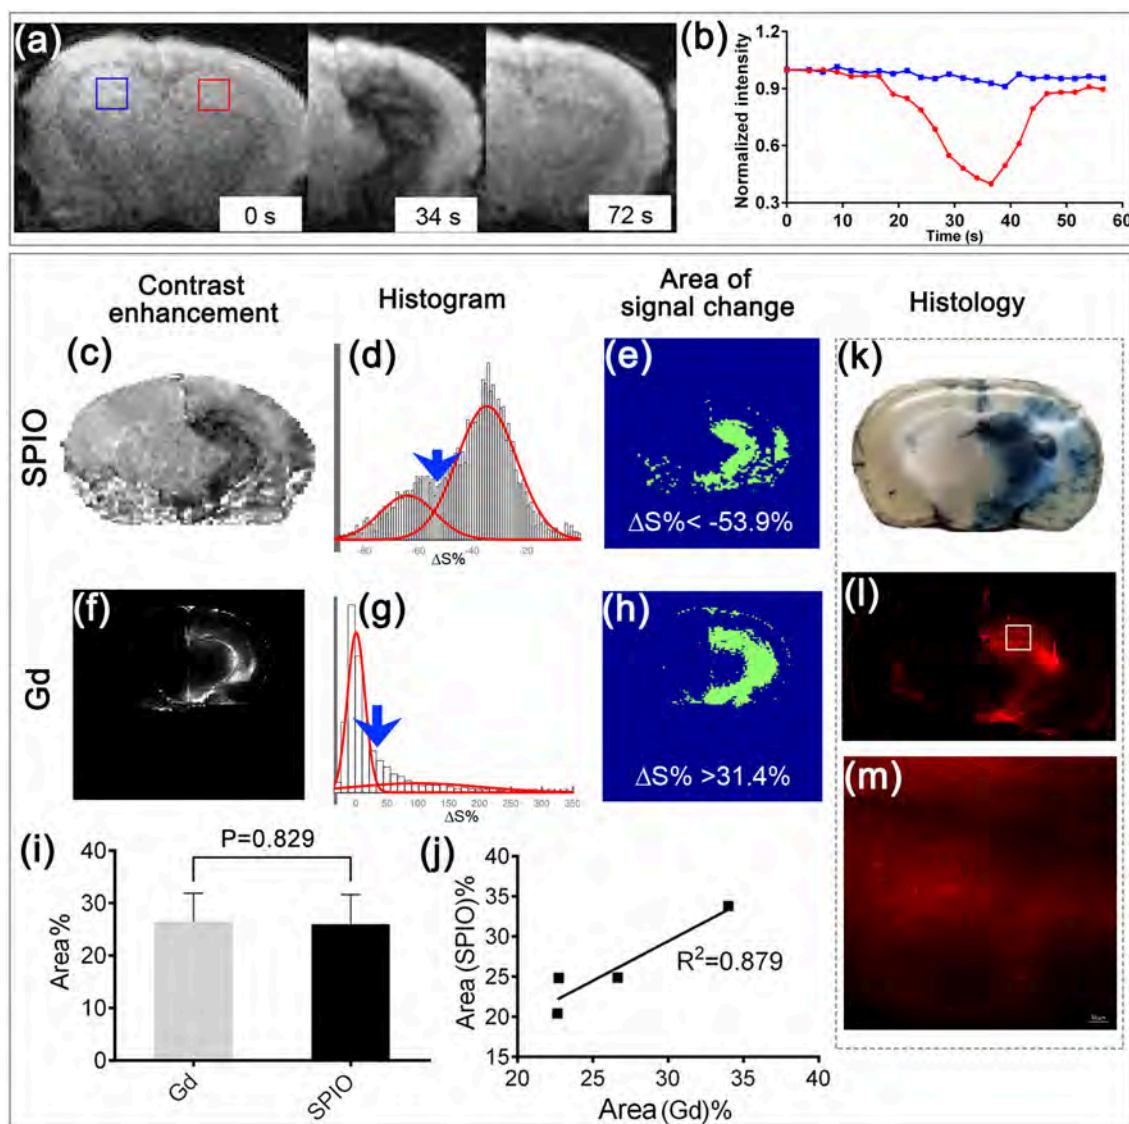 (a)
0 s
34 s
72 s
(b)
Normalized intensity
1.2
0.9
0.6
0.3
0 10 20 30 40 50 60
Time (s)
Contrast
enhancement
Histogram
Area of
signal change
Histology
SPIO
(c)
(d)
-80 -60 -40 -20
ΔS%
(e)
ΔS%< -53.9%
(k)
Gd
(f)
(g)
0 50 100 150 200 250 300 350
ΔS%
(h)
ΔS% >31.4%
(l)
(m)
(i)
P=0.829
Area %
40
30
20
10
0
Gd
SPIO
(j)
Area (SPIO)%
40
35
30
25
20
15
R²=0.879
20 25 30 35 40
Area (Gd)%